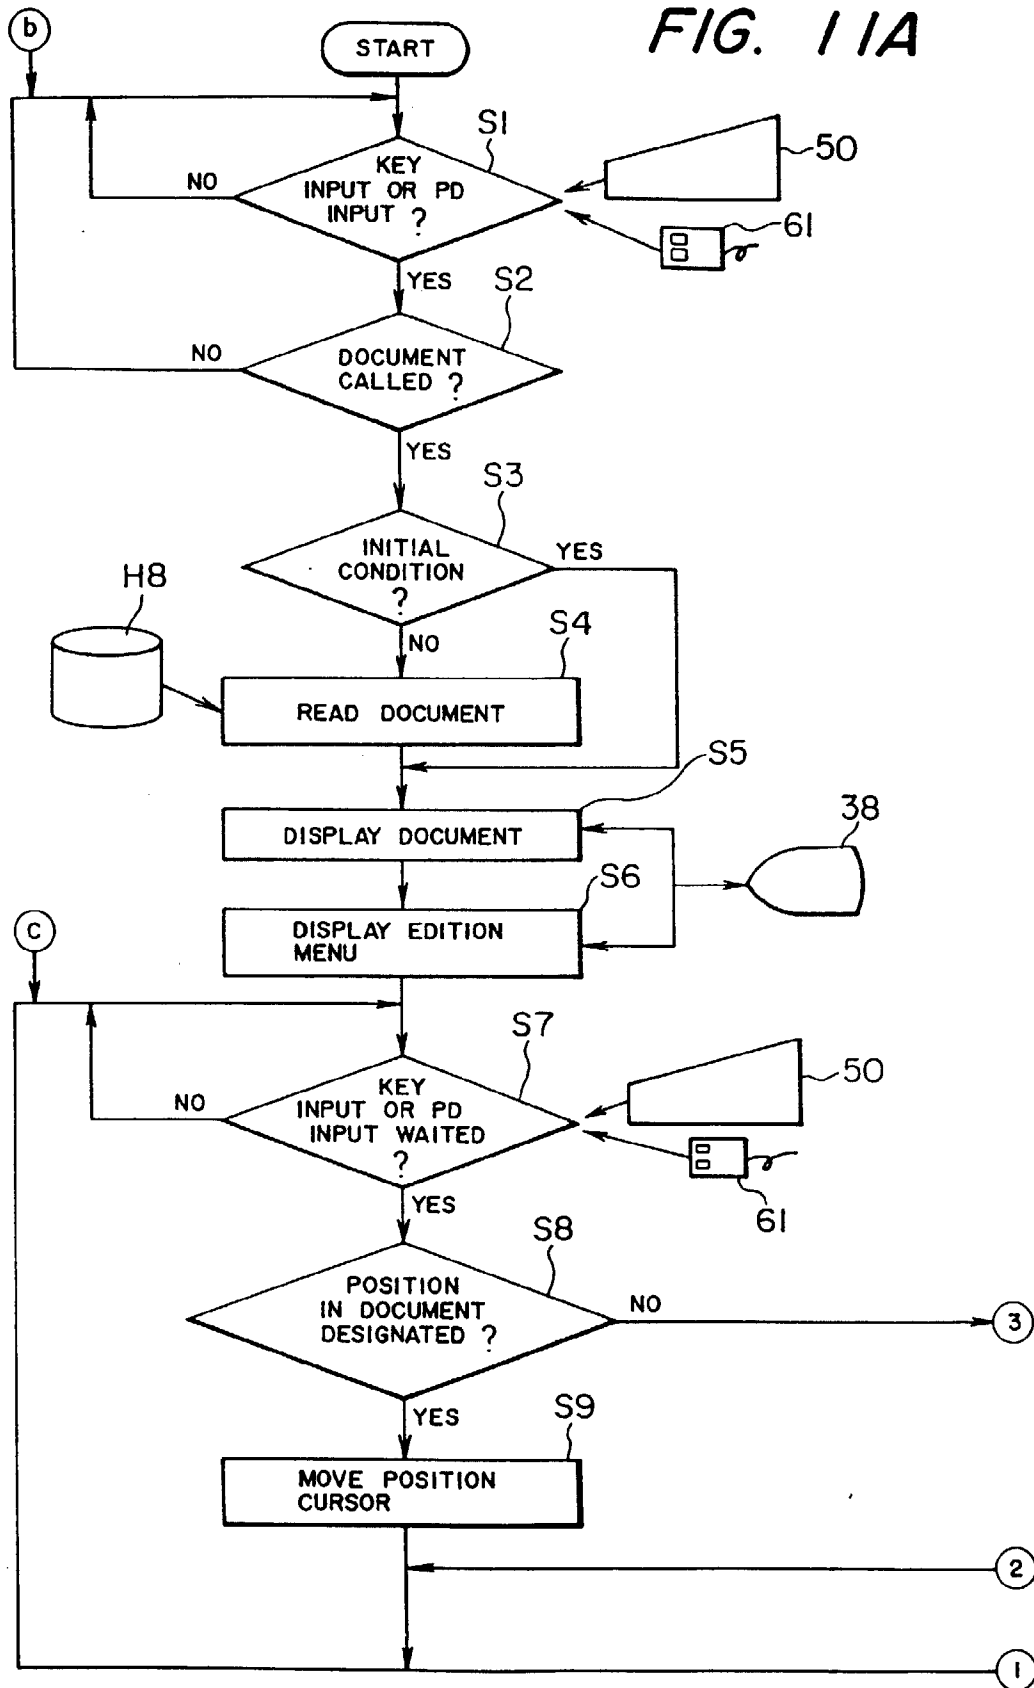 FIG. 11A
b
START
S1
KEY
INPUT OR PD
INPUT ?
NO
50
61
YES
S2
NO
DOCUMENT
CALLED ?
YES
S3
INITIAL
CONDITION
?
YES
H8
NO
S4
READ DOCUMENT
S5
DISPLAY DOCUMENT
38
S6
DISPLAY EDITION
MENU
C
S7
KEY
INPUT OR PD
INPUT WAITED
?
NO
50
61
YES
S8
POSITION
IN DOCUMENT
DESIGNATED ?
NO
3
YES
S9
MOVE POSITION
CURSOR
2
1